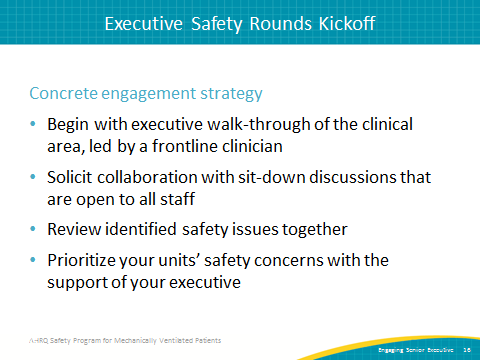 Executive Safety Rounds Kickoff
Concrete engagement strategy
• Begin with executive walk-through of the clinical
area, led by a frontline clinician
• Solicit collaboration with sit-down discussions that
are open to all staff
• Review identified safety issues together
• Prioritize your units’ safety concerns with the
support of your executive
AHRQ Safety Program for Mechanically Ventilated Patients
Engaging Senior Executive 16